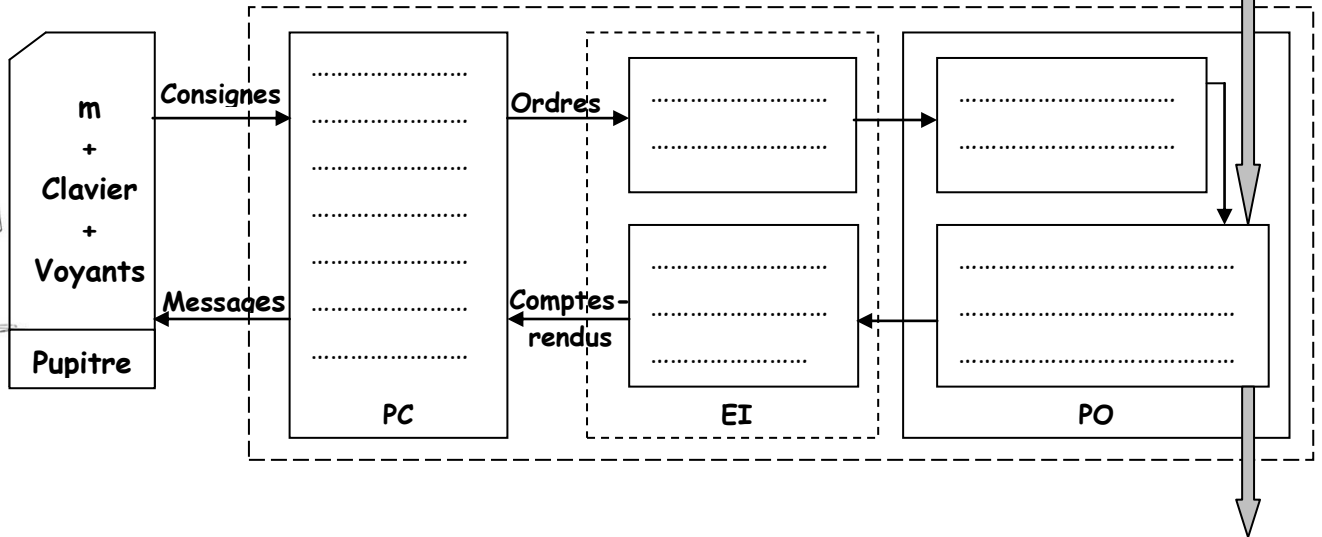 m
+
Clavier
+
Voyants
Pupitre
Consignes
Messages
……………………
……………………
……………………
……………………
……………………
……………………
……………………
PC
Ordres
Comptes-
rendus
………………………
………………………
………………………
………………………
……………………
EI
……………………………
……………………………
……………………………………
……………………………………
……………………………………
PO